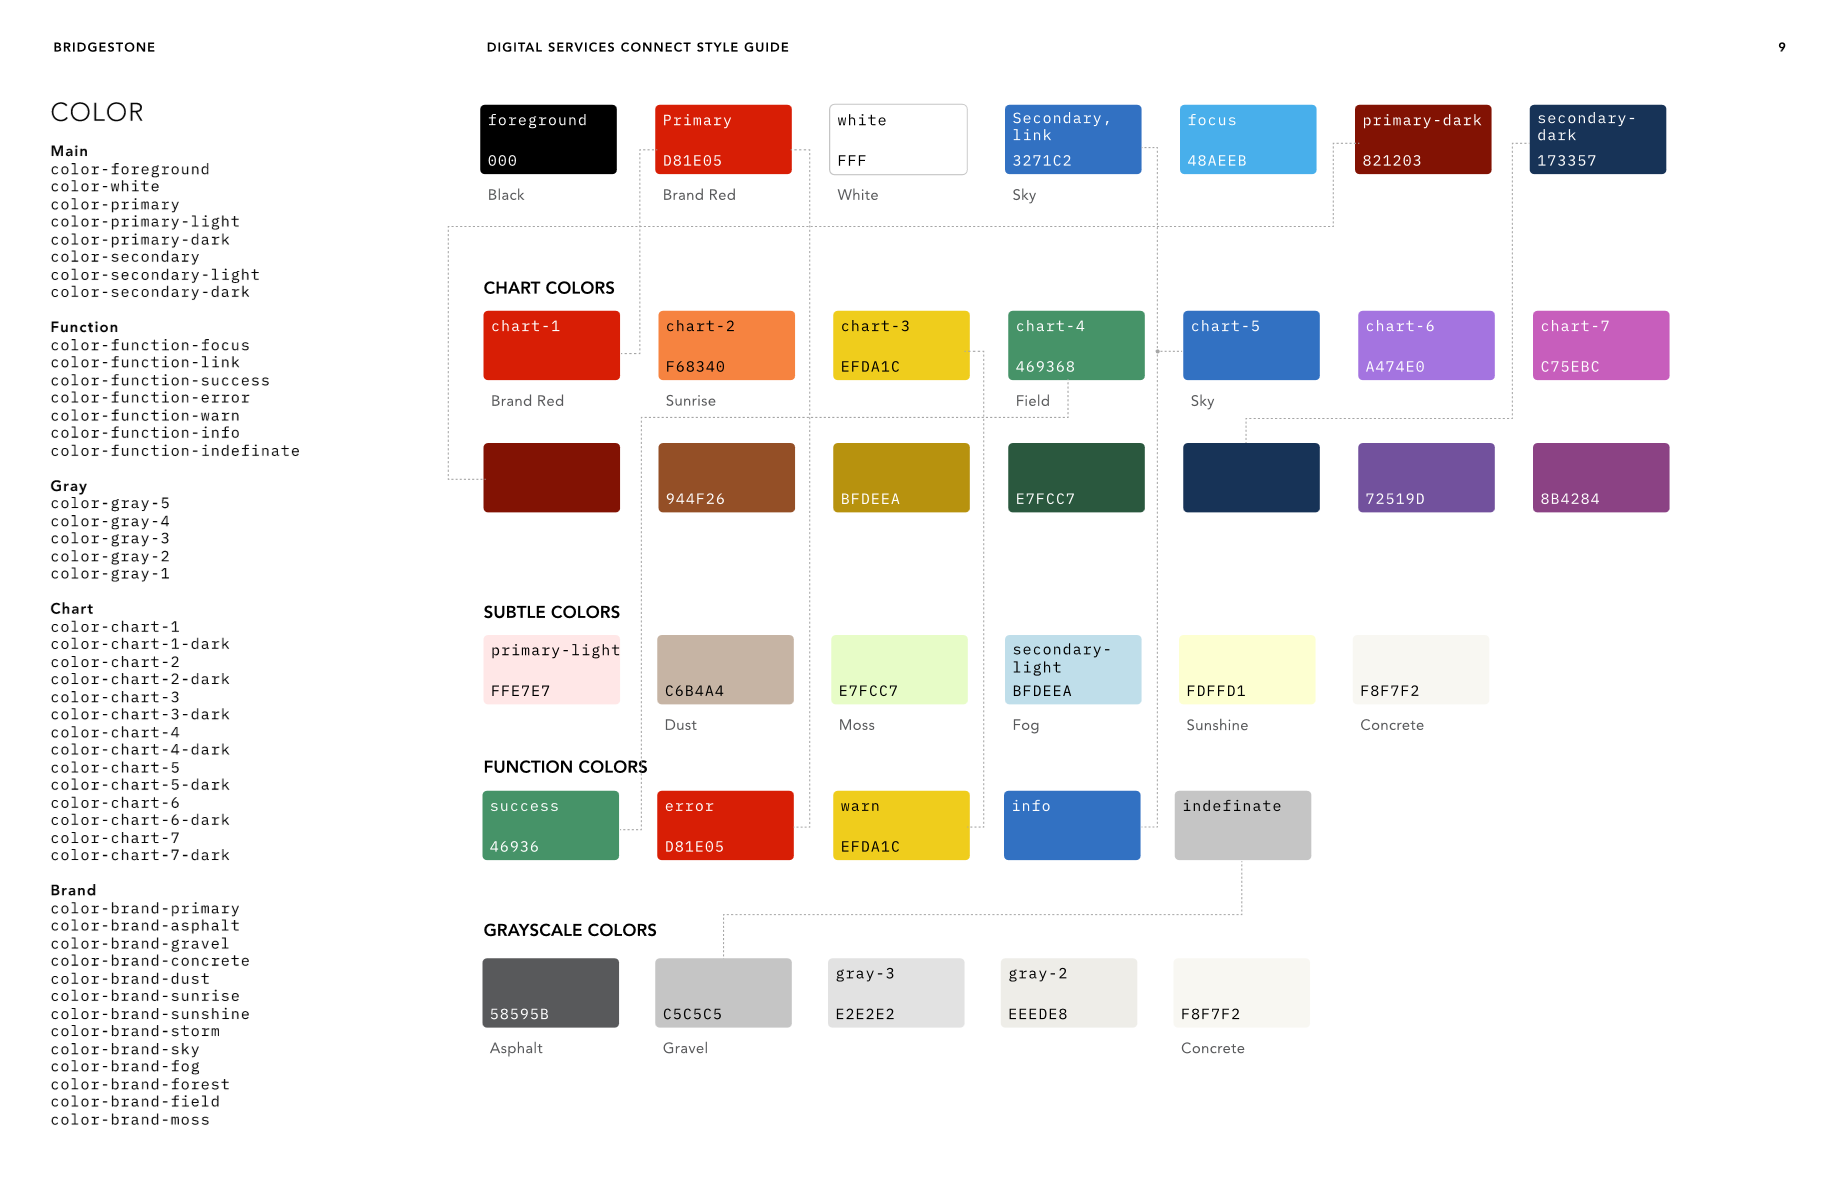 BRIDGESTONE
DIGITAL SERVICES CONNECT STYLE GUIDE
9
COLOR
Main
color-foreground
color-white
color-primary
color-primary-light
color-primary-dark
color-secondary
color-secondary-light
color-secondary-dark
Function
color-function-focus
color-function-link
color-function-success
color-function-error
color-function-warn
color-function-info
color-function-indefinate
Gray
color-gray-5
color-gray-4
color-gray-3
color-gray-2
color-gray-1
Chart
color-chart-1
color-chart-1-dark
color-chart-2
color-chart-2-dark
color-chart-3
color-chart-3-dark
color-chart-4
color-chart-4-dark
color-chart-5
color-chart-5-dark
color-chart-6
color-chart-6-dark
color-chart-7
color-chart-7-dark
Brand
color-brand-primary
color-brand-asphalt
color-brand-gravel
color-brand-concrete
color-brand-dust
color-brand-sunrise
color-brand-sunshine
color-brand-storm
color-brand-sky
color-brand-fog
color-brand-forest
color-brand-field
color-brand-moss
foreground
000
Black
Primary
D81E05
Brand Red
white
FFF
White
Secondary,
link
3271C2
Sky
focus
48AEEB
primary-dark
821203
secondary-
dark
173357
CHART COLORS
chart-1
Brand Red
chart-2
F68340
Sunrise
chart-3
EFDA1C
chart-4
469368
Field
chart-5
Sky
chart-6
A474E0
chart-7
C75EBC
944F26
BFDEEA
E7FCC7
72519D
8B4284
SUBTLE COLORS
primary-light
FFE7E7
C6B4A4
Dust
E7FCC7
Moss
secondary-
light
BFDEEA
Fog
FDFFD1
Sunshine
F8F7F2
Concrete
FUNCTION COLORS
success
46936
error
D81E05
warn
EFDA1C
info
indefinate
GRAYSCALE COLORS
58595B
Asphalt
C5C5C5
Gravel
gray-3
E2E2E2
gray-2
EEEDE8
F8F7F2
Concrete